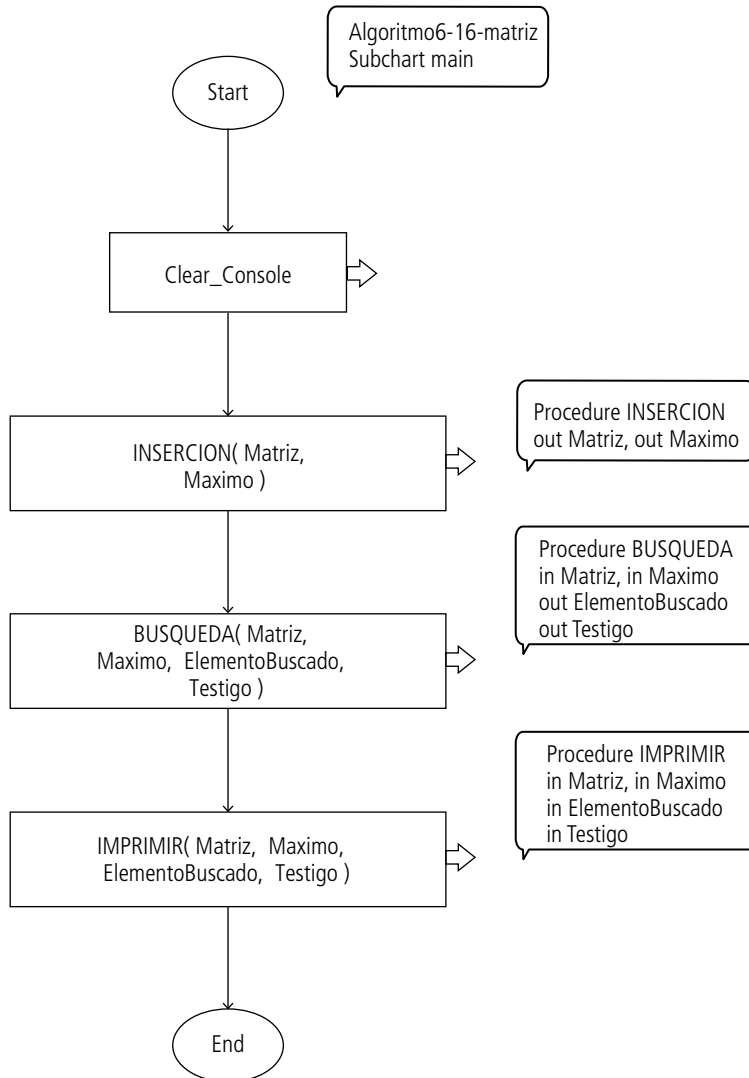 Algoritmo6-16-matriz
Subchart main
Start
Clear_Console
INSERCION( Matriz,
Maximo )
Procedure INSERCION
out Matriz, out Maximo
BUSQUEDA( Matriz,
Maximo, ElementoBuscado,
Testigo )
Procedure BUSQUEDA
in Matriz, in Maximo
out ElementoBuscado
out Testigo
IMPRIMIR( Matriz, Maximo,
ElementoBuscado, Testigo )
Procedure IMPRIMIR
in Matriz, in Maximo
in ElementoBuscado
in Testigo
End